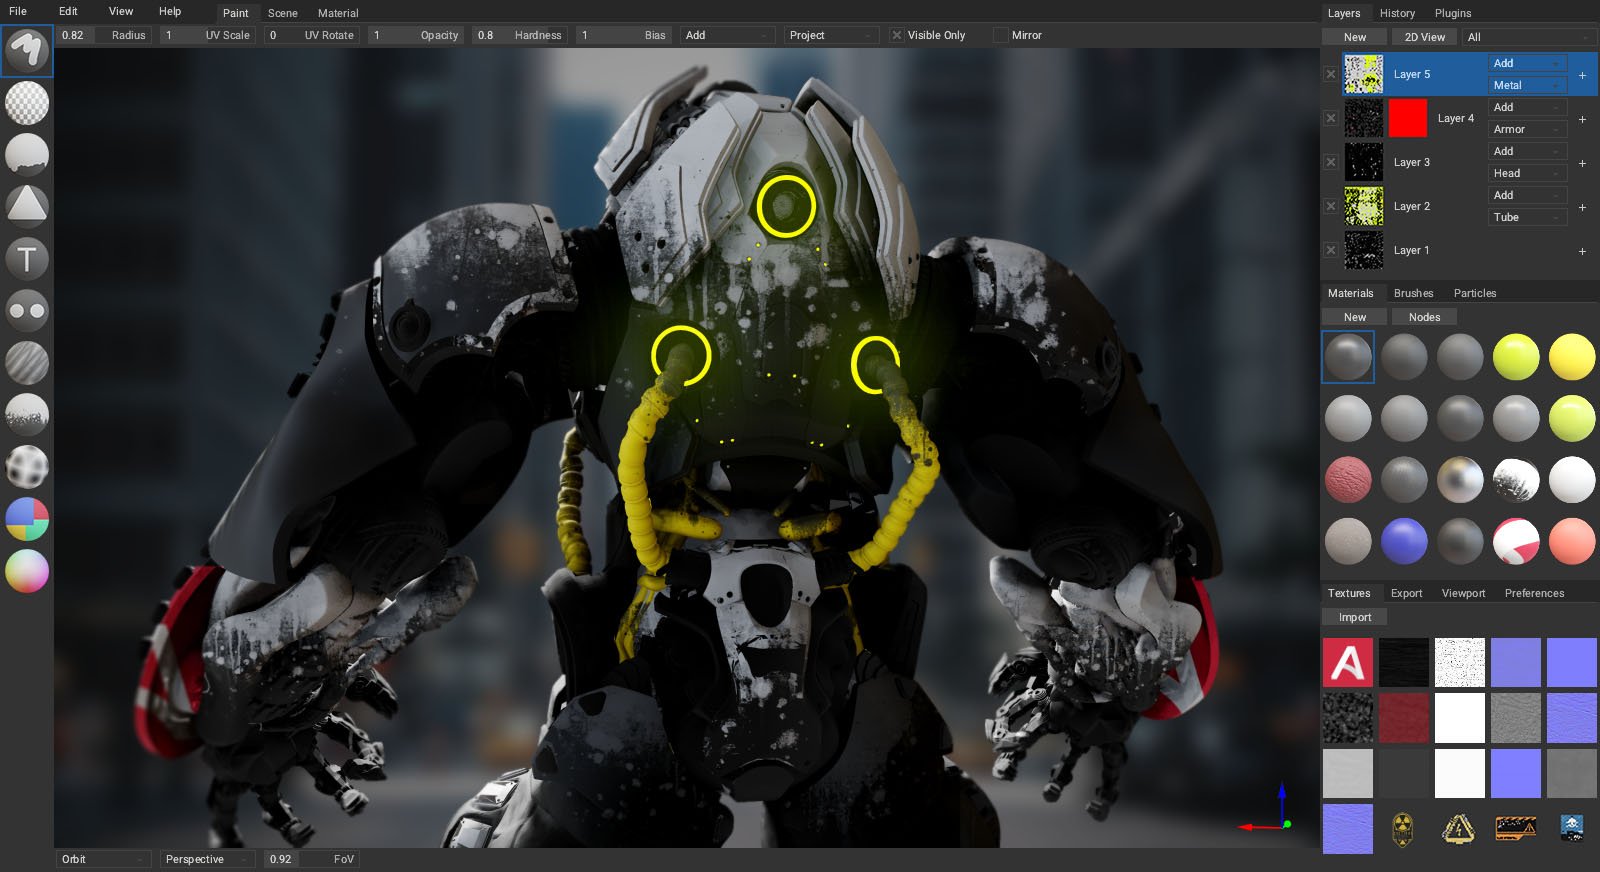 File Edit View Help Paint Scene Material
0.82 Radius 1 UV Scale 0 UV Rotate 1 Opacity 0.8 Hardness 1 Bias Add Project Visible Only Mirror
Layers History Plugins
New 2D View All
Layer 5 Add Metal
Layer 4 Add Armor
Layer 3 Add Head
Layer 2 Add Tube
Layer 1
Materials Brushes Particles
New Nodes
Textures Export Viewport Preferences
Import
A
T
Orbit Perspective 0.92 FoV